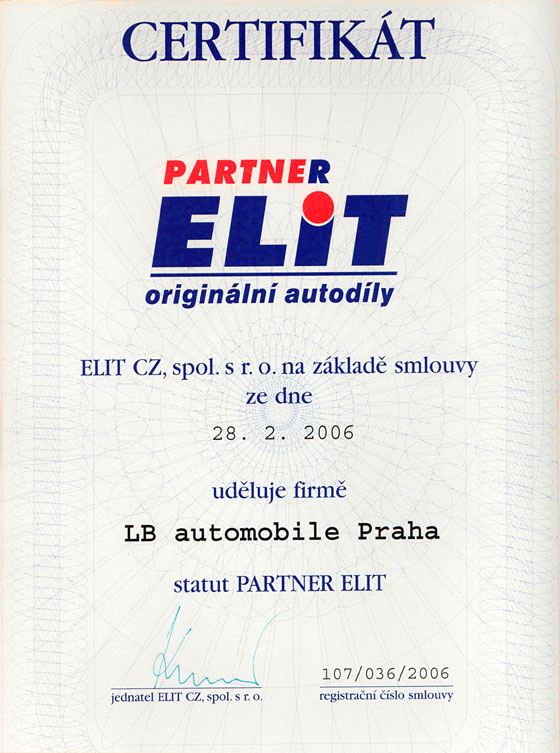 CERTIFIKÁT
PARTNER
ELiT
originální autodíly
ELIT CZ, spol. s r. o. na základě smlouvy
ze dne
28. 2. 2006
uděluje firmě
LB automobile Praha
statut PARTNER ELIT
107/036/2006
jednatel ELIT CZ, spol. s r. o.
registrační číslo smlouvy